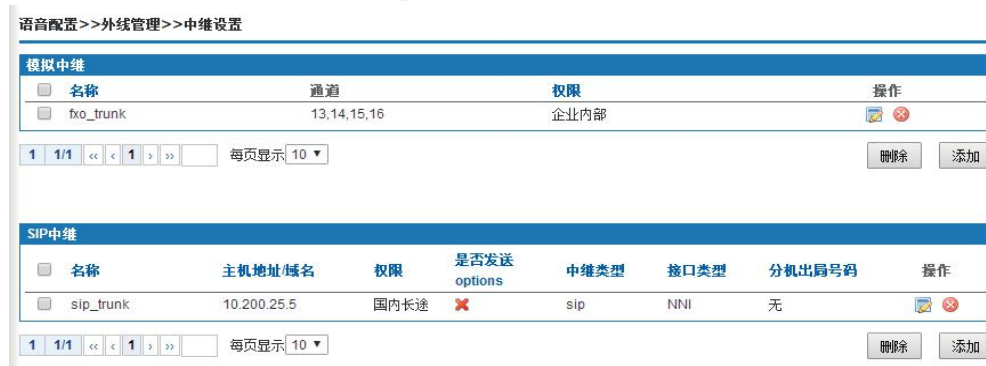 语音配置>>外线管理>>中继设置
模拟中继
名称 通道 权限 操作
fxo_trunk 13,14,15,16 企业内部
1 1/1 « ‹ 1 › » 每页显示 10 ▼ 删除 添加
SIP中继
名称 主机地址/域名 权限 是否发送 options 中继类型 接口类型 分机出局号码 操作
sip_trunk 10.200.25.5 国内长途 sip NNI 无
1 1/1 « ‹ 1 › » 每页显示 10 ▼ 删除 添加